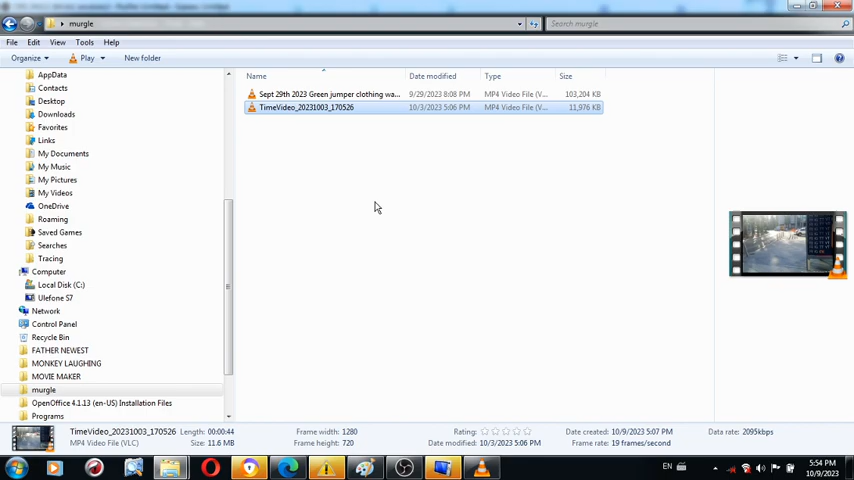 murgle
Search murgle
File Edit View Tools Help
Organize Play New folder
Name Date modified Type Size
Sept 29th 2023 Green jumper clothing wa... 9/29/2023 8:08 PM MP4 Video File (V... 103,204 KB
TimeVideo_20231003_170526 10/3/2023 5:06 PM MP4 Video File (V... 11,976 KB
AppData
Contacts
Desktop
Downloads
Favorites
Links
My Documents
My Music
My Pictures
My Videos
OneDrive
Roaming
Saved Games
Searches
Tracing
Computer
Local Disk (C:)
Ulefone S7
Network
Control Panel
Recycle Bin
FATHER NEWEST
MONKEY LAUGHING
MOVIE MAKER
murgle
OpenOffice 4.1.13 (en-US) Installation Files
Programs
TimeVideo_20231003_170526 Length: 00:00:44 Frame width: 1280 Rating: Date created: 10/9/2023 5:07 PM Data rate: 2095kbps
MP4 Video File (VLC) Size: 11.6 MB Frame height: 720 Date modified: 10/3/2023 5:06 PM Frame rate: 19 frames/second
EN 5:54 PM
10/9/2023